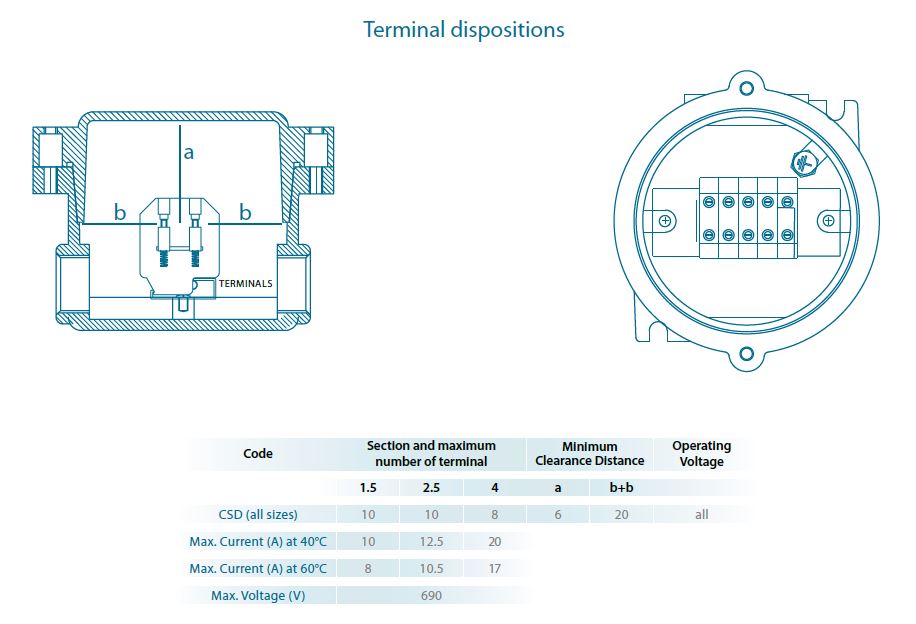 Terminal dispositions
a
b b
TERMINALS
Code Section and maximum number of terminal Minimum Clearance Distance Operating Voltage
1.5 2.5 4 a b+b
CSD (all sizes) 10 10 8 6 20 all
Max. Current (A) at 40°C 10 12.5 20
Max. Current (A) at 60°C 8 10.5 17
Max. Voltage (V) 690